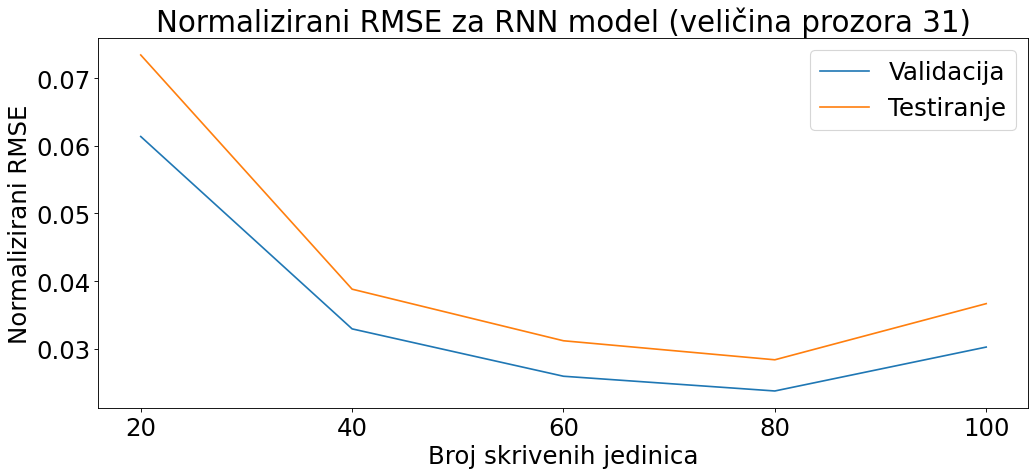 Normalizirani RMSE za RNN model (veličina prozora 31)
Validacija
Testiranje
Normalizirani RMSE
0.07
0.06
0.05
0.04
0.03
20 40 60 80 100
Broj skrivenih jedinica